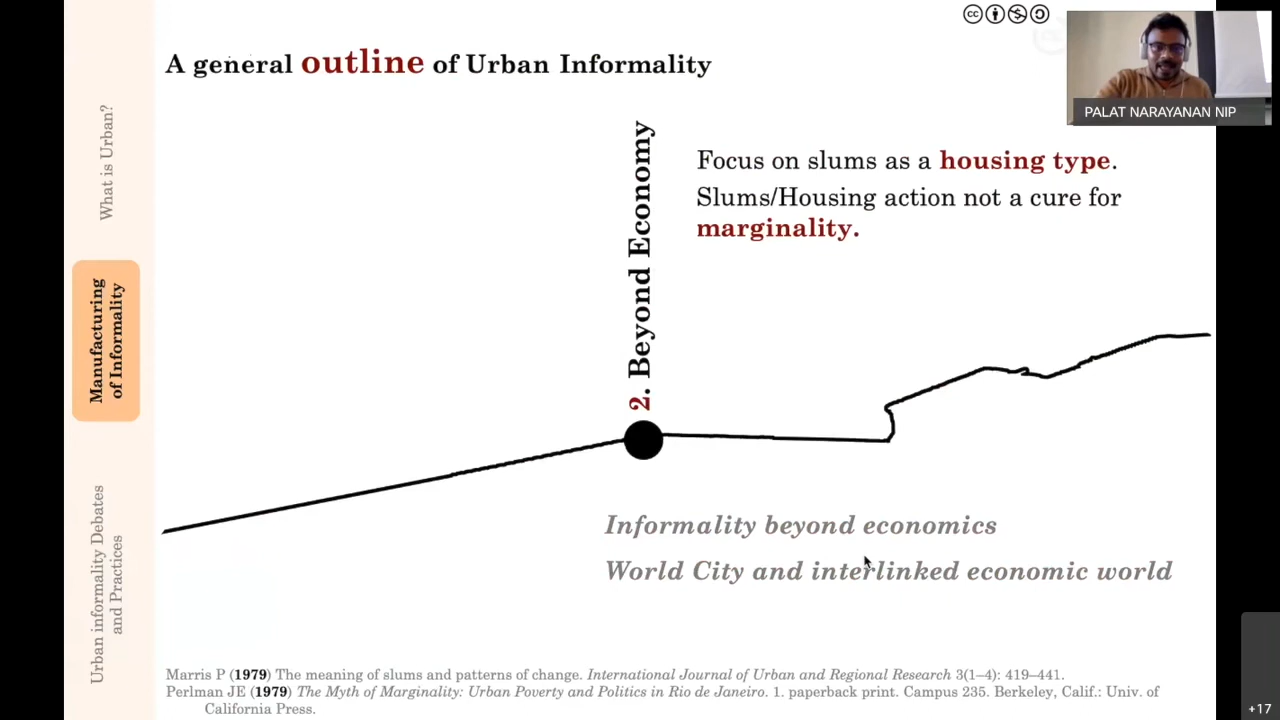 A general outline of Urban Informality
PALAT NARAYANAN NIP
What is Urban?
Manufacturing
of Informality
Urban informality Debates
and Practices
2. Beyond Economy
Focus on slums as a housing type.
Slums/Housing action not a cure for
marginality.
Informality beyond economics
World City and interlinked economic world
Marris P (1979) The meaning of slums and patterns of change. International Journal of Urban and Regional Research 3(1–4): 419–441.
Perlman JE (1979) The Myth of Marginality: Urban Poverty and Politics in Rio de Janeiro. 1. paperback print. Campus 235. Berkeley, Calif.: Univ. of
California Press.
+17